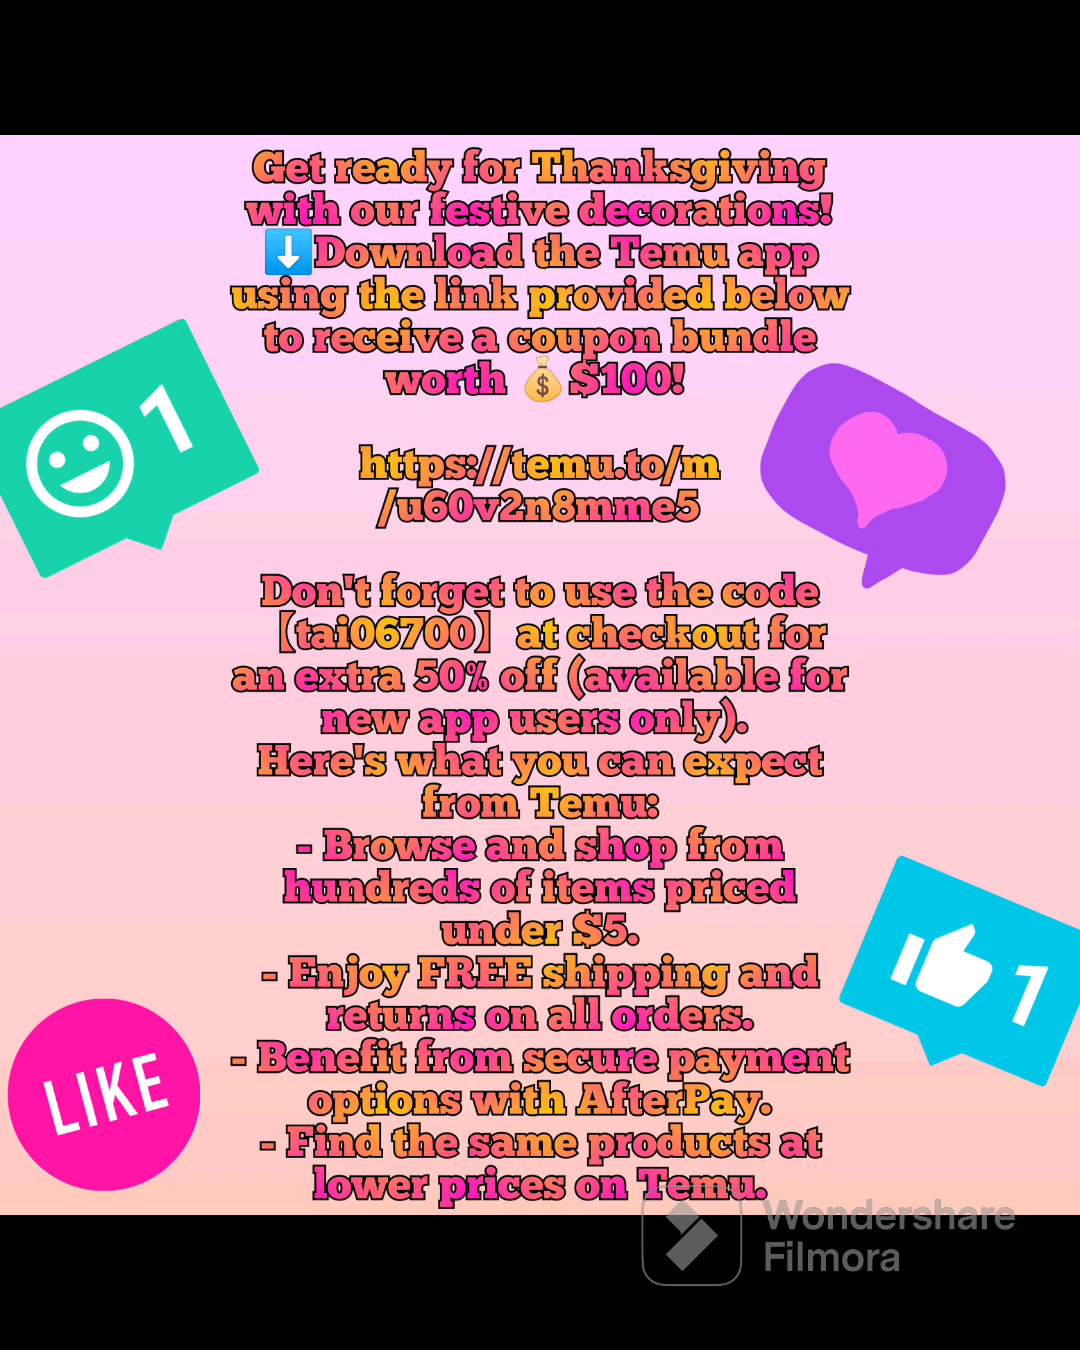 Get ready for Thanksgiving
with our festive decorations!
⬇️Download the Temu app
using the link provided below
to receive a coupon bundle
worth 💰$100!
https://temu.to/m
/u60v2n8mme5
Don't forget to use the code
【tai06700】 at checkout for
an extra 50% off (available for
new app users only).
Here's what you can expect
from Temu:
- Browse and shop from
hundreds of items priced
under $5.
- Enjoy FREE shipping and
returns on all orders.
- Benefit from secure payment
options with AfterPay.
- Find the same products at
lower prices on Temu.
1
1
LIKE
Wondershare
Filmora